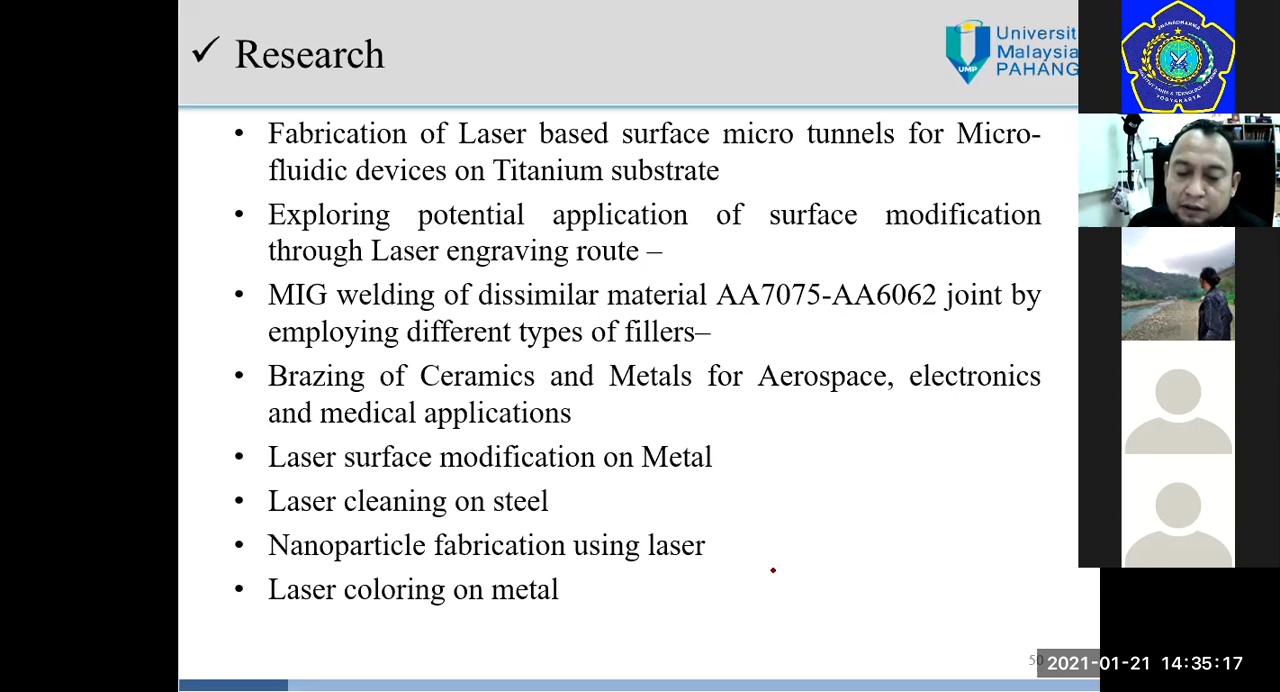 ✓ Research
Universiti
Malaysia
PAHANG
UMP
• Fabrication of Laser based surface micro tunnels for Micro-
fluidic devices on Titanium substrate
• Exploring potential application of surface modification
through Laser engraving route –
• MIG welding of dissimilar material AA7075-AA6062 joint by
employing different types of fillers–
• Brazing of Ceramics and Metals for Aerospace, electronics
and medical applications
• Laser surface modification on Metal
• Laser cleaning on steel
• Nanoparticle fabrication using laser
• Laser coloring on metal
50
2021-01-21 14:35:17
YOGYAKARTA